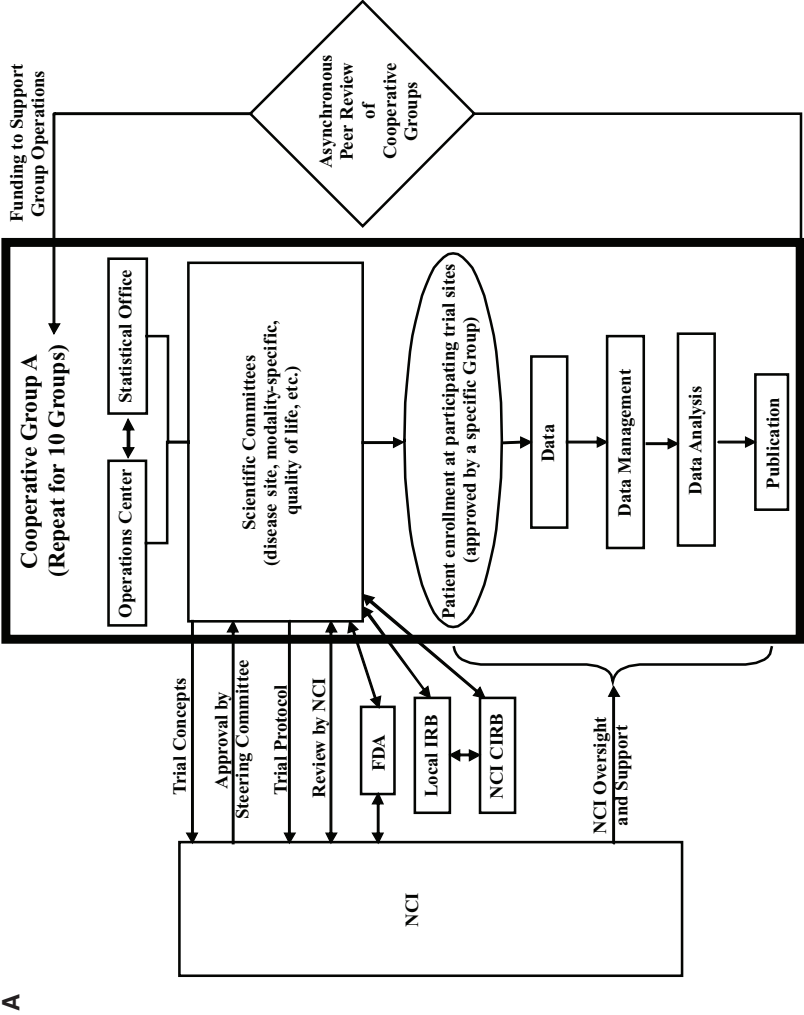 A
NCI
Trial Concepts
Approval by
Steering Committee
Trial Protocol
Review by NCI
FDA
Local IRB
NCI CIRB
NCI Oversight
and Support
Cooperative Group A
(Repeat for 10 Groups)
Operations Center
Statistical Office
Scientific Committees
(disease site, modality-specific,
quality of life, etc.)
Patient enrollment at participating trial sites
(approved by a specific Group)
Data
Data Management
Data Analysis
Publication
Funding to Support
Group Operations
Asynchronous
Peer Review
of
Cooperative
Groups